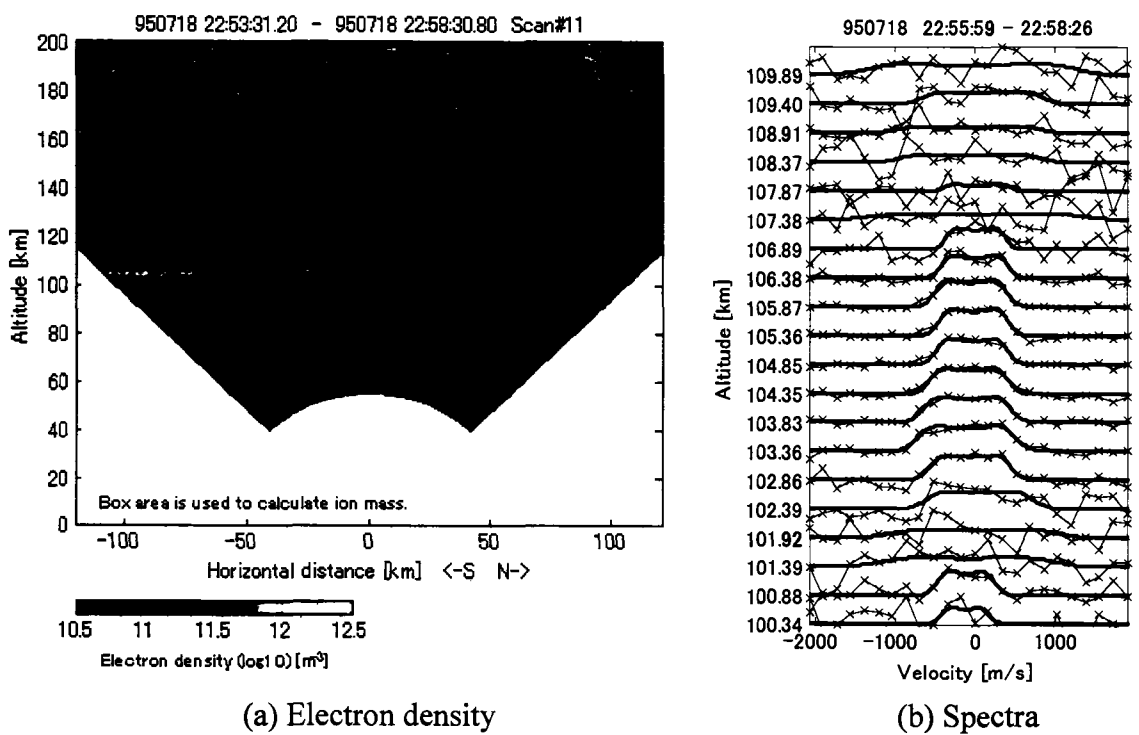 950718 22:53:31.20 - 950718 22:58:30.80 Scan#11
200
180
160
140
120
100
80
60
40
20
0
Altitude [km]
Box area is used to calculate ion mass.
-100 -50 0 50 100
Horizontal distance [km] <-S N->
10.5 11 11.5 12 12.5
Electron density (log10) [m⁻³]
(a) Electron density
950718 22:55:59 - 22:58:26
109.89
109.40
108.91
108.37
107.87
107.38
106.89
106.38
105.87
105.36
104.85
104.35
103.83
103.36
102.86
102.39
101.92
101.39
100.88
100.34
Altitude [km]
-2000 -1000 0 1000
Velocity [m/s]
(b) Spectra